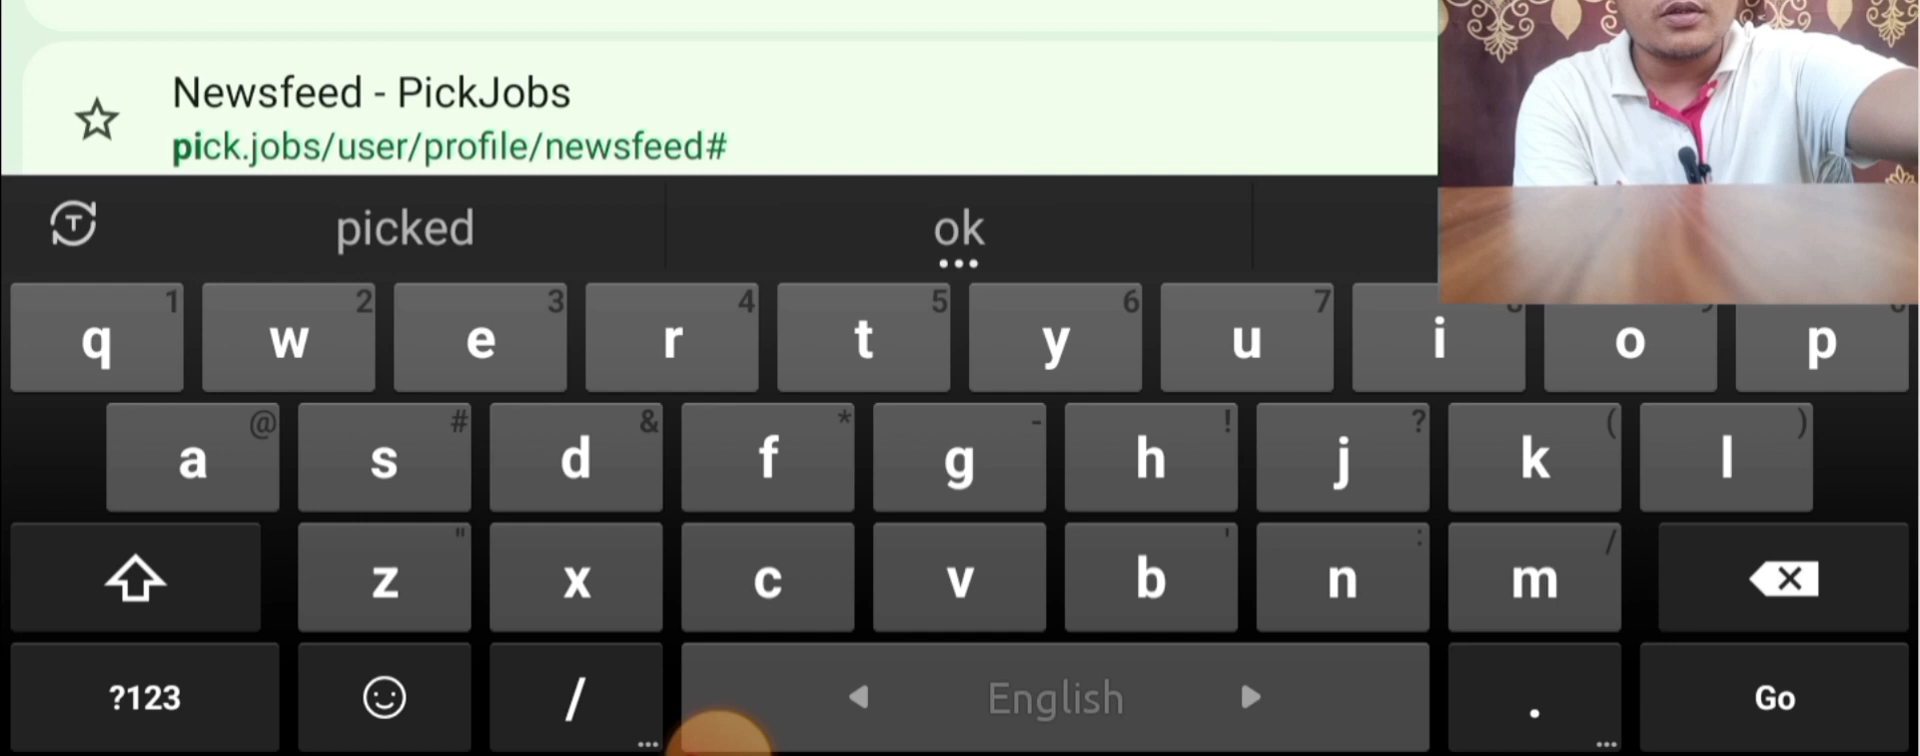 Newsfeed - PickJobs
pick.jobs/user/profile/newsfeed#
T
picked ok
1 2 3 4 5 6 7
q w e r t y u i o p
@ # & * - ! ? ( )
a s d f g h j k l
" ' : /
z x c v b n m
?123 / English . Go